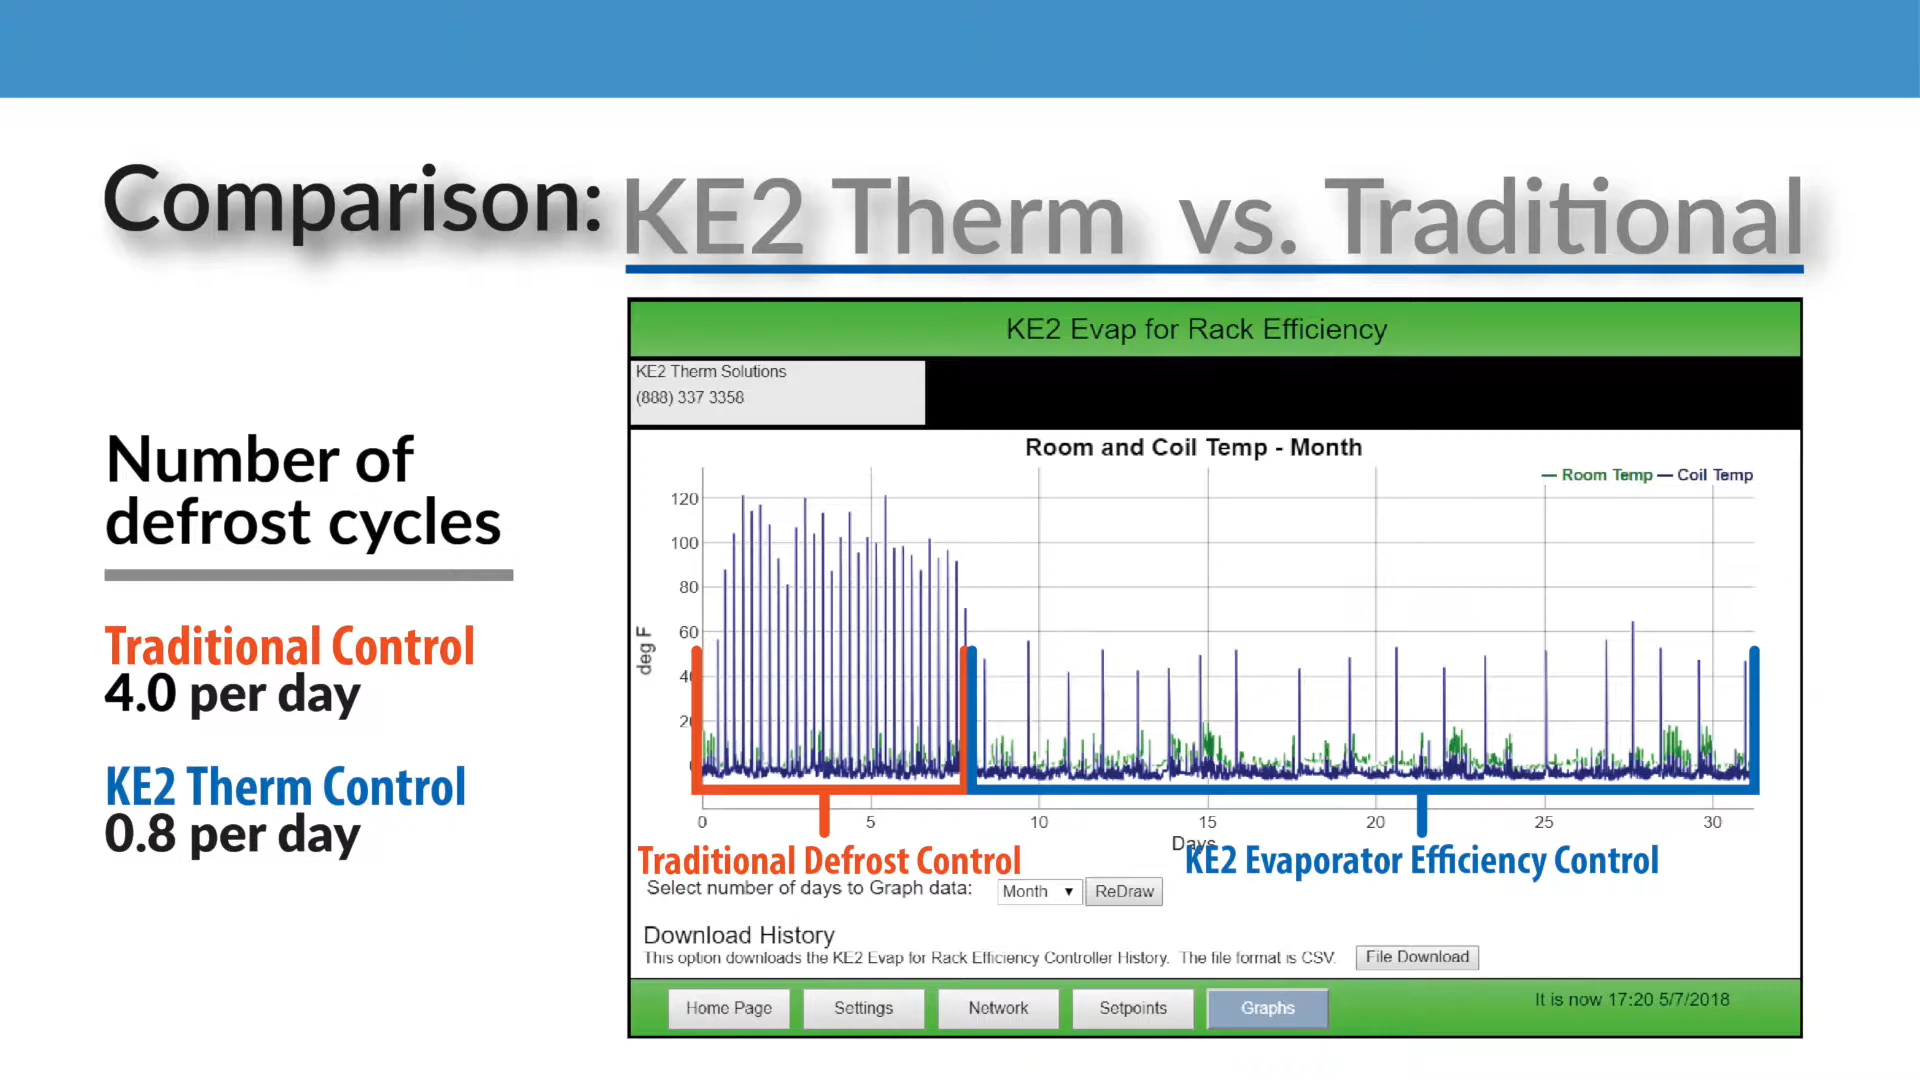 Comparison: KE2 Therm vs. Traditional
Number of
defrost cycles
Traditional Control
4.0 per day
KE2 Therm Control
0.8 per day
KE2 Evap for Rack Efficiency
KE2 Therm Solutions
(888) 337 3358
Room and Coil Temp - Month
Room Temp Coil Temp
120
100
80
60
40
20
0
deg F
0 5 10 15 20 25 30
Days
Traditional Defrost Control
KE2 Evaporator Efficiency Control
Select number of days to Graph data: Month ReDraw
Download History
This option downloads the KE2 Evap for Rack Efficiency Controller History. The file format is CSV. File Download
Home Page Settings Network Setpoints Graphs It is now 17:20 5/7/2018